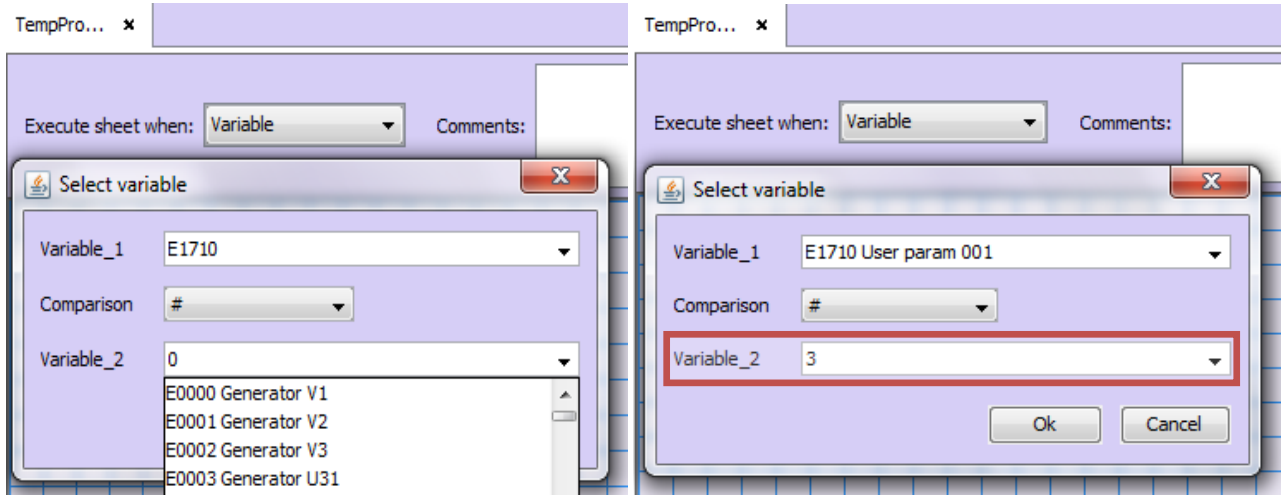 TempPro... x
Execute sheet when: Variable Comments:
Select variable
Variable_1 E1710
Comparison #
Variable_2 0
E0000 Generator V1
E0001 Generator V2
E0002 Generator V3
E0003 Generator U31
TempPro... x
Execute sheet when: Variable Comments:
Select variable
Variable_1 E1710 User param 001
Comparison #
Variable_2 3
Ok Cancel